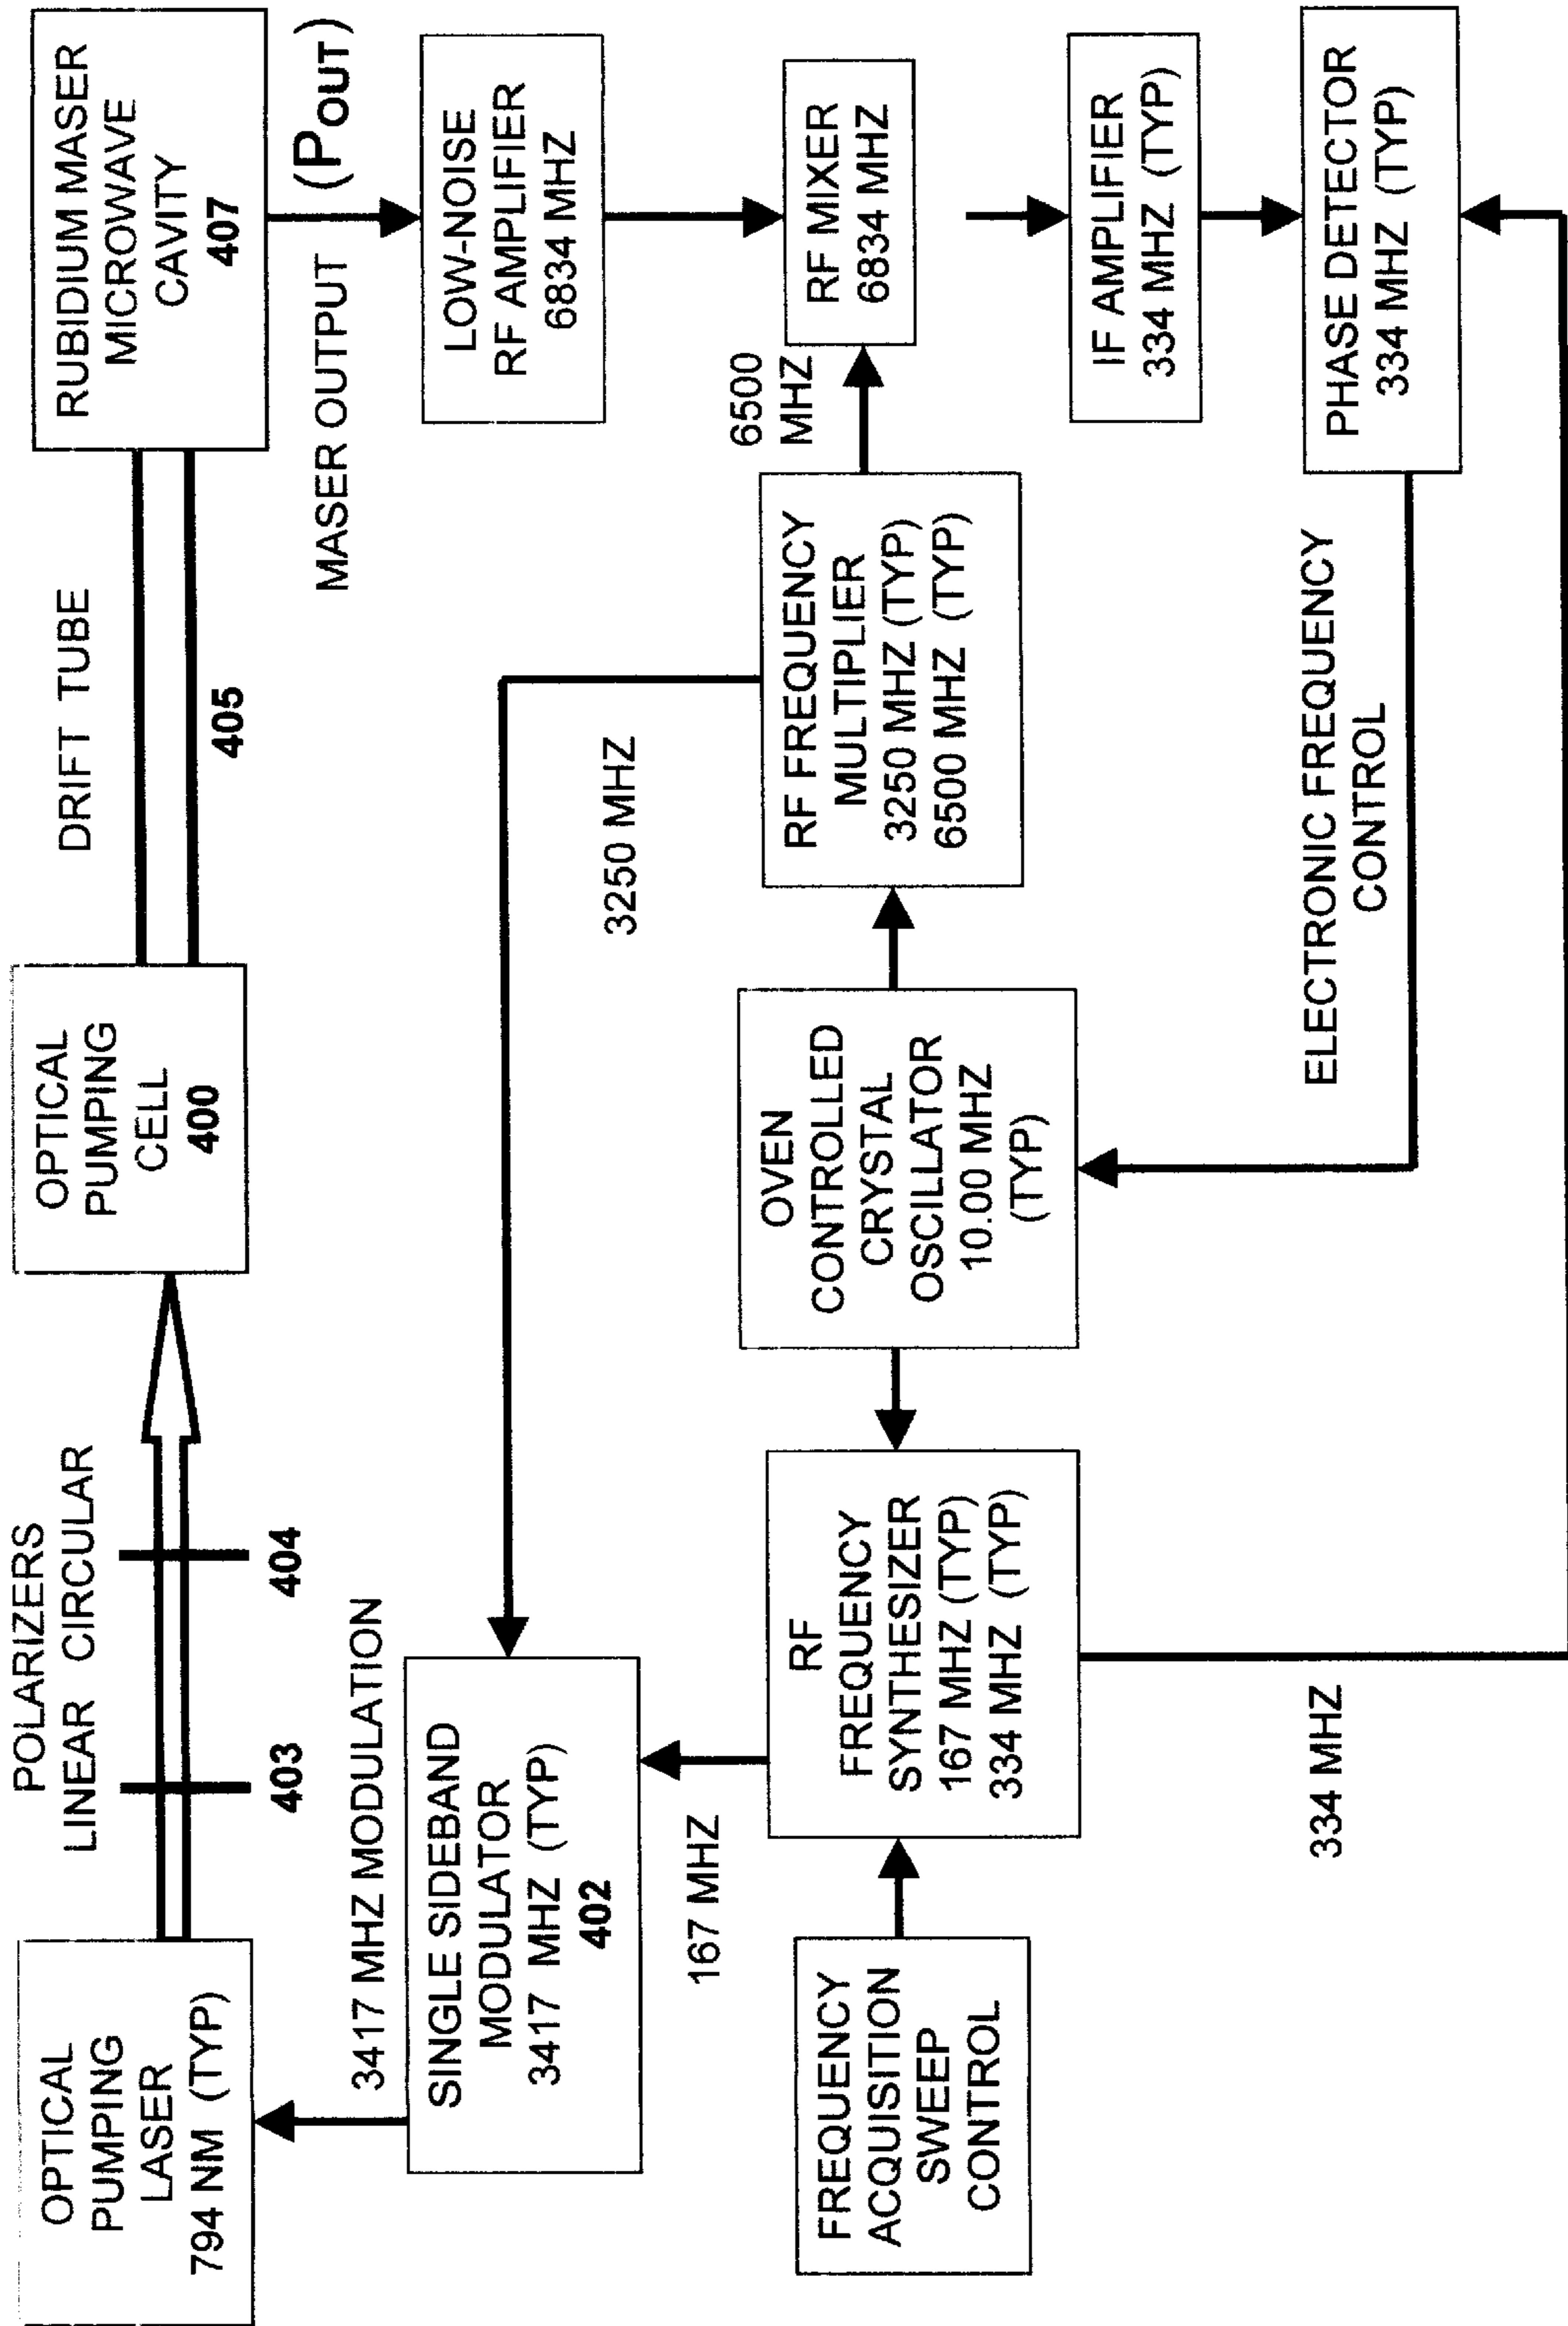 OPTICAL
PUMPING
LASER
794 NM (TYP)
POLARIZERS
LINEAR CIRCULAR
403
404
OPTICAL
PUMPING
CELL
400
DRIFT TUBE
405
RUBIDIUM MASER
MICROWAVE
CAVITY
407
MASER OUTPUT (POUT)
3417 MHZ MODULATION
SINGLE SIDEBAND
MODULATOR
3417 MHZ (TYP)
402
3250 MHZ
LOW-NOISE
RF AMPLIFIER
6834 MHZ
167 MHZ
6500
MHZ
FREQUENCY
ACQUISITION
SWEEP
CONTROL
RF
FREQUENCY
SYNTHESIZER
167 MHZ (TYP)
334 MHZ (TYP)
OVEN
CONTROLLED
CRYSTAL
OSCILLATOR
10.00 MHZ
(TYP)
RF FREQUENCY
MULTIPLIER
3250 MHZ (TYP)
6500 MHZ (TYP)
RF MIXER
6834 MHZ
IF AMPLIFIER
334 MHZ (TYP)
334 MHZ
ELECTRONIC FREQUENCY
CONTROL
PHASE DETECTOR
334 MHZ (TYP)